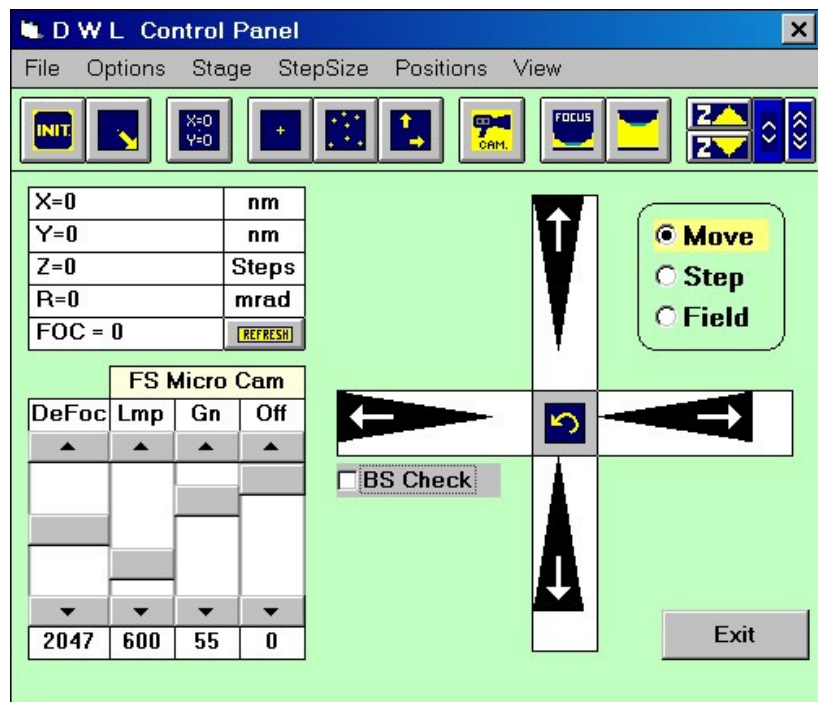 D W L Control Panel
File Options Stage StepSize Positions View
INIT. X=0 Y=0 CAM. FOCUS Z Z
X=0 nm
Y=0 nm
Z=0 Steps
R=0 mrad
FOC = 0 REFRESH
Move
Step
Field
FS Micro Cam
DeFoc Lmp Gn Off
BS Check
2047 600 55 0
Exit